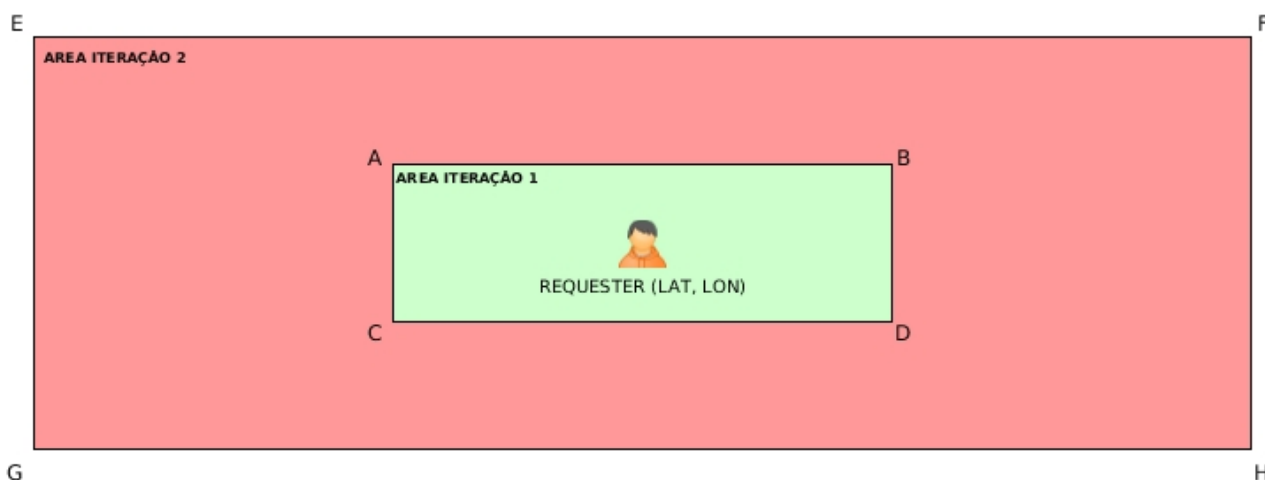 E F
AREA ITERAÇÃO 2
A B
AREA ITERAÇÃO 1
REQUESTER (LAT, LON)
C D
G H